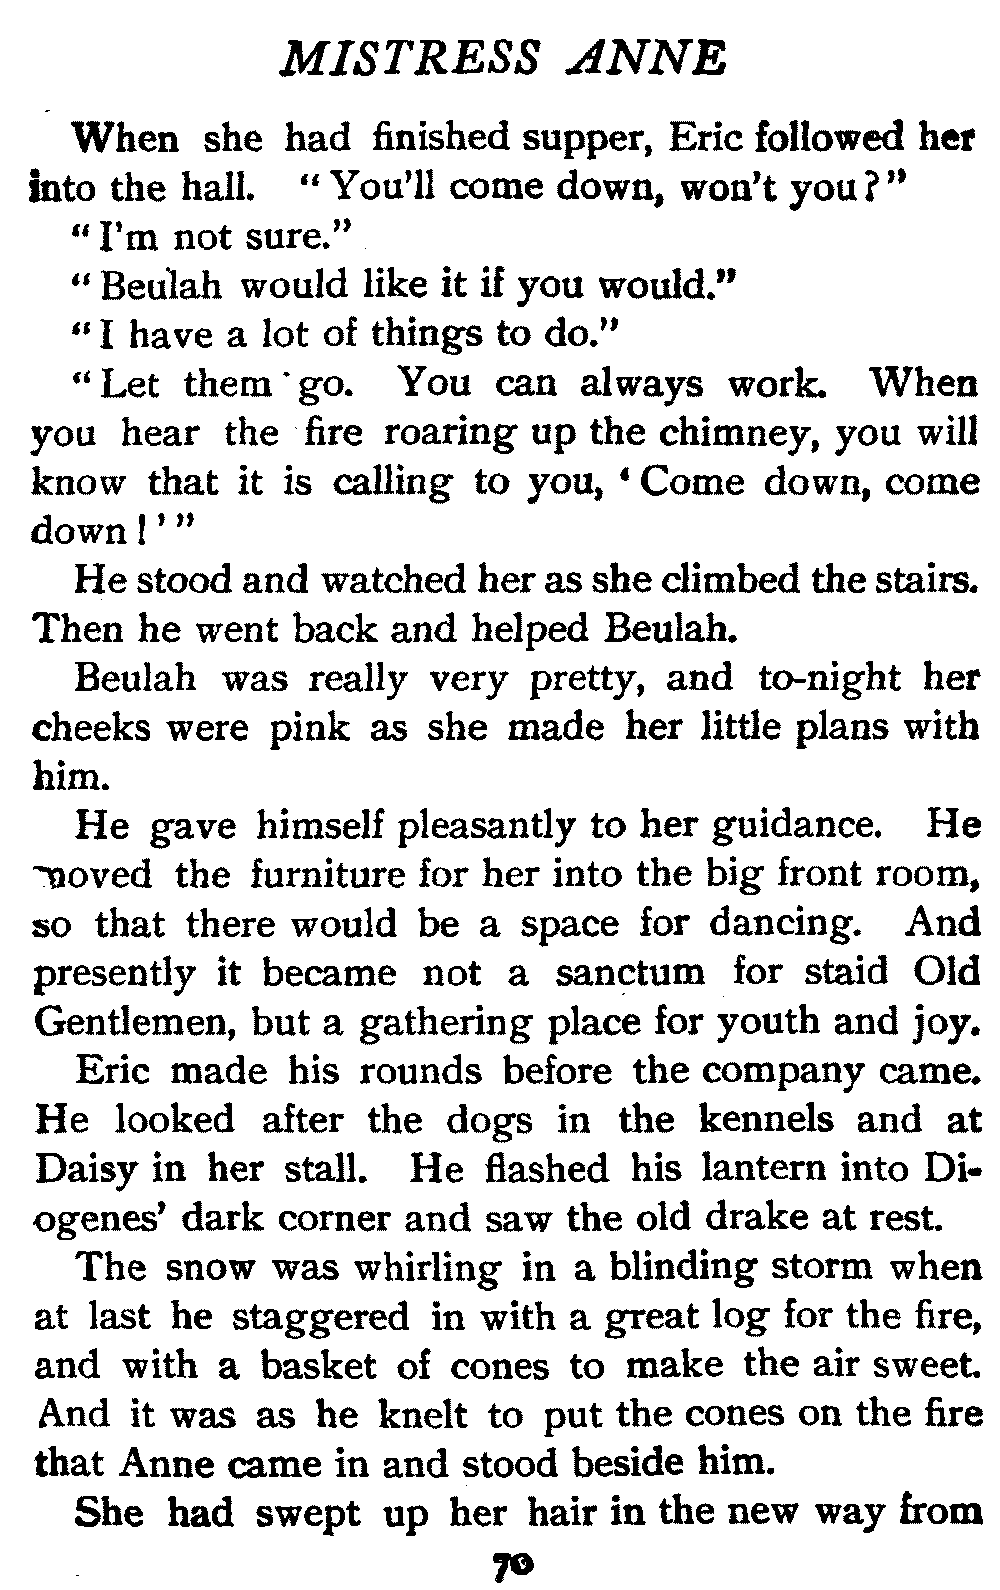 MISTRESS ANNE
When she had finished supper, Eric followed her
into the hall. "You'll come down, won't you?"
"I'm not sure."
"Beulah would like it if you would."
"I have a lot of things to do."
"Let them go. You can always work. When
you hear the fire roaring up the chimney, you will
know that it is calling to you, 'Come down, come
down!'"
He stood and watched her as she climbed the stairs.
Then he went back and helped Beulah.
Beulah was really very pretty, and to-night her
cheeks were pink as she made her little plans with
him.
He gave himself pleasantly to her guidance. He
moved the furniture for her into the big front room,
so that there would be a space for dancing. And
presently it became not a sanctum for staid Old
Gentlemen, but a gathering place for youth and joy.
Eric made his rounds before the company came.
He looked after the dogs in the kennels and at
Daisy in her stall. He flashed his lantern into Di-
ogenes' dark corner and saw the old drake at rest.
The snow was whirling in a blinding storm when
at last he staggered in with a great log for the fire,
and with a basket of cones to make the air sweet.
And it was as he knelt to put the cones on the fire
that Anne came in and stood beside him.
She had swept up her hair in the new way from
70